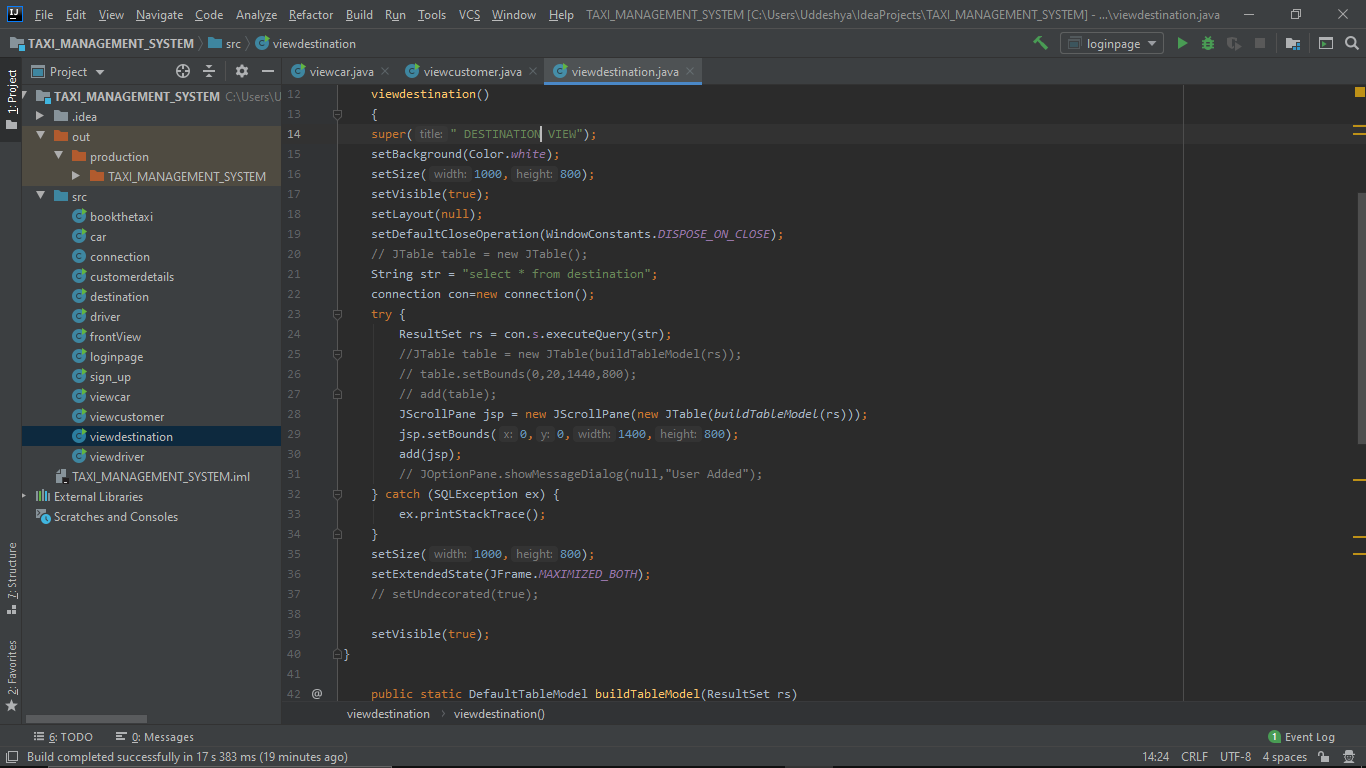 File Edit View Navigate Code Analyze Refactor Build Run Tools VCS Window Help TAXI_MANAGEMENT_SYSTEM [C:\Users\Uddeshya\IdeaProjects\TAXI_MANAGEMENT_SYSTEM] - ...\viewdestination.java
TAXI_MANAGEMENT_SYSTEM src viewdestination loginpage
1: Project
7: Structure
2: Favorites
Project
TAXI_MANAGEMENT_SYSTEM C:\Users\U
.idea
out
production
TAXI_MANAGEMENT_SYSTEM
src
bookthetaxi
car
connection
customerdetails
destination
driver
frontView
loginpage
sign_up
viewcar
viewcustomer
viewdestination
viewdriver
TAXI_MANAGEMENT_SYSTEM.iml
External Libraries
Scratches and Consoles
viewcar.java viewcustomer.java viewdestination.java
12 viewdestination()
13 {
14 super( title: " DESTINATION VIEW");
15 setBackground(Color.white);
16 setSize( width: 1000, height: 800);
17 setVisible(true);
18 setLayout(null);
19 setDefaultCloseOperation(WindowConstants.DISPOSE_ON_CLOSE);
20 // JTable table = new JTable();
21 String str = "select * from destination";
22 connection con=new connection();
23 try {
24 ResultSet rs = con.s.executeQuery(str);
25 //JTable table = new JTable(buildTableModel(rs));
26 // table.setBounds(0,20,1440,800);
27 // add(table);
28 JScrollPane jsp = new JScrollPane(new JTable(buildTableModel(rs)));
29 jsp.setBounds( x: 0, y: 0, width: 1400, height: 800);
30 add(jsp);
31 // JOptionPane.showMessageDialog(null,"User Added");
32 } catch (SQLException ex) {
33 ex.printStackTrace();
34 }
35 setSize( width: 1000, height: 800);
36 setExtendedState(JFrame.MAXIMIZED_BOTH);
37 // setUndecorated(true);
38
39 setVisible(true);
40 }
41
42 @ public static DefaultTableModel buildTableModel(ResultSet rs)
viewdestination › viewdestination()
6: TODO 0: Messages 1 Event Log
Build completed successfully in 17 s 383 ms (19 minutes ago) 14:24 CRLF UTF-8 4 spaces